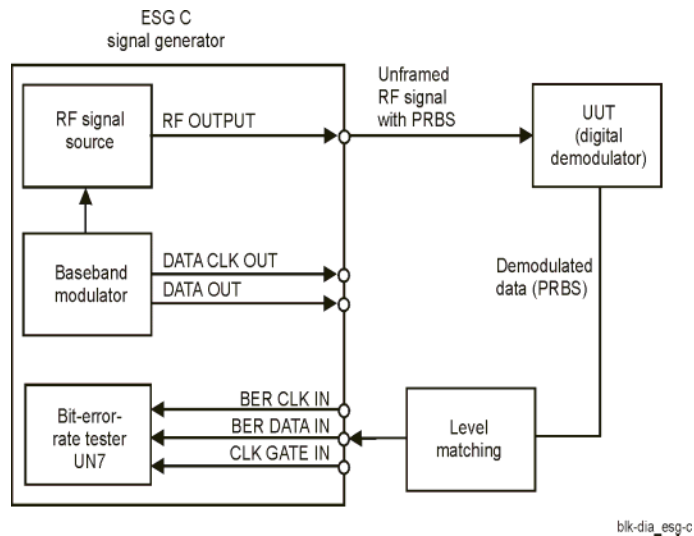 ESG C
signal generator
RF signal
source
RF OUTPUT
Unframed
RF signal
with PRBS
UUT
(digital
demodulator)
Baseband
modulator
DATA CLK OUT
DATA OUT
Demodulated
data (PRBS)
Bit-error-
rate tester
UN7
BER CLK IN
BER DATA IN
CLK GATE IN
Level
matching
blk-dia_esg-c